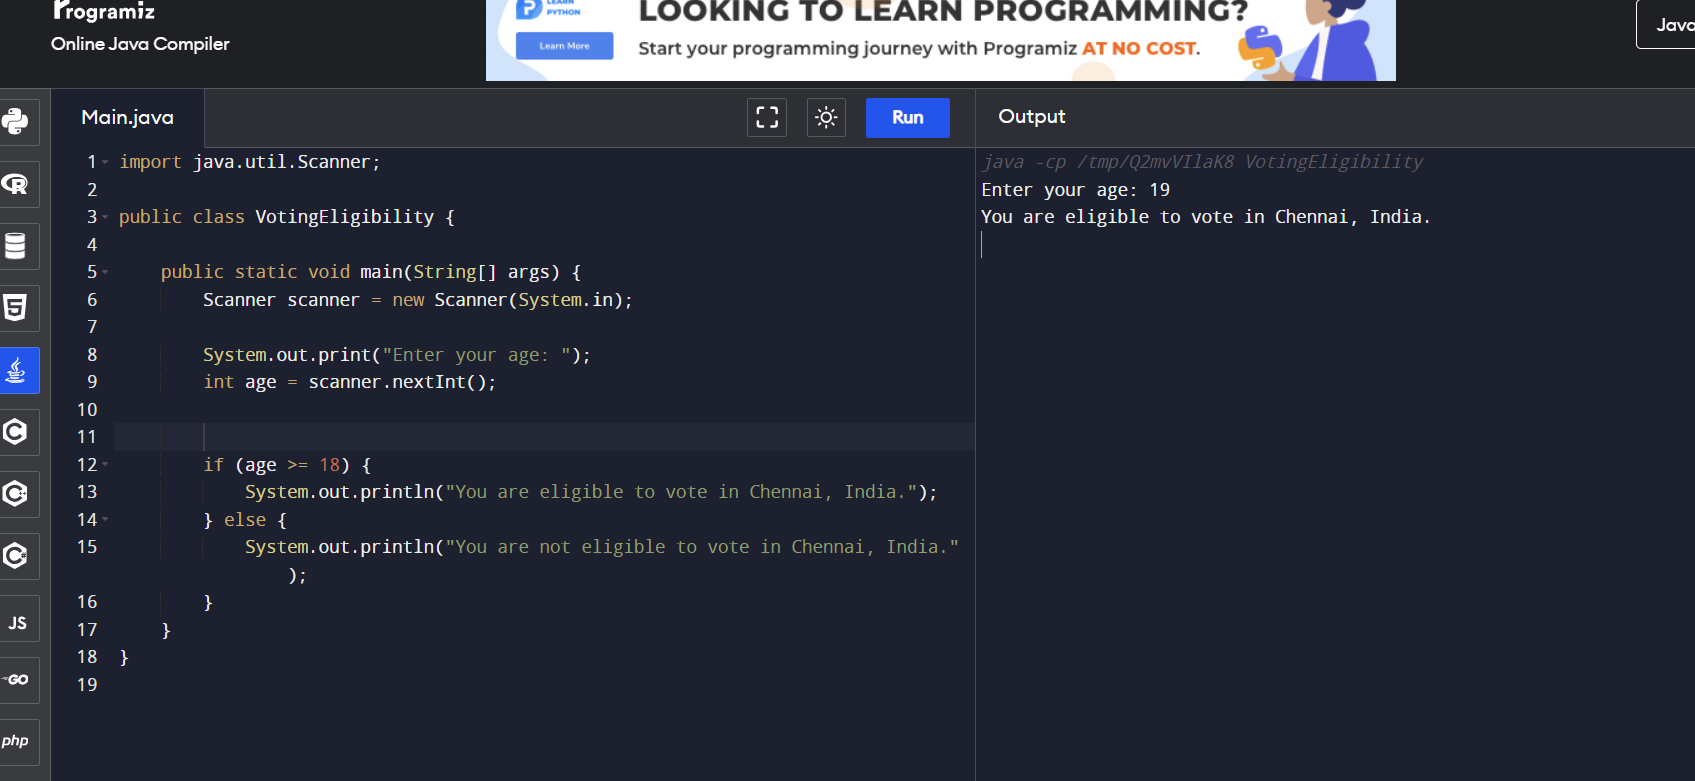 Programiz
Online Java Compiler
LEARN
PYTHON
Learn More
LOOKING TO LEARN PROGRAMMING?
Start your programming journey with Programiz AT NO COST.
Java
Main.java
Run
Output
1 import java.util.Scanner;
2
3 public class VotingEligibility {
4
5 public static void main(String[] args) {
6 Scanner scanner = new Scanner(System.in);
7
8 System.out.print("Enter your age: ");
9 int age = scanner.nextInt();
10
11
12 if (age >= 18) {
13 System.out.println("You are eligible to vote in Chennai, India.");
14 } else {
15 System.out.println("You are not eligible to vote in Chennai, India."
);
16 }
17 }
18 }
19
java -cp /tmp/Q2mvVIlaK8 VotingEligibility
Enter your age: 19
You are eligible to vote in Chennai, India.
R
5
C
C+
C#
JS
GO
php